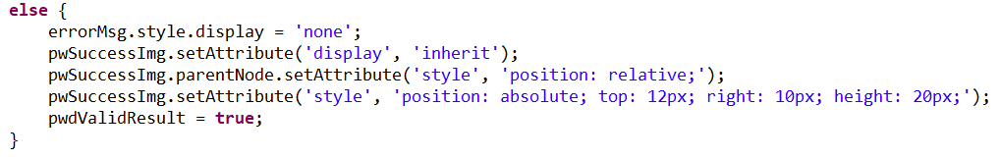 else {
    errorMsg.style.display = 'none';
    pwSuccessImg.setAttribute('display', 'inherit');
    pwSuccessImg.parentNode.setAttribute('style', 'position: relative;');
    pwSuccessImg.setAttribute('style', 'position: absolute; top: 12px; right: 10px; height: 20px;');
    pwdValidResult = true;
}